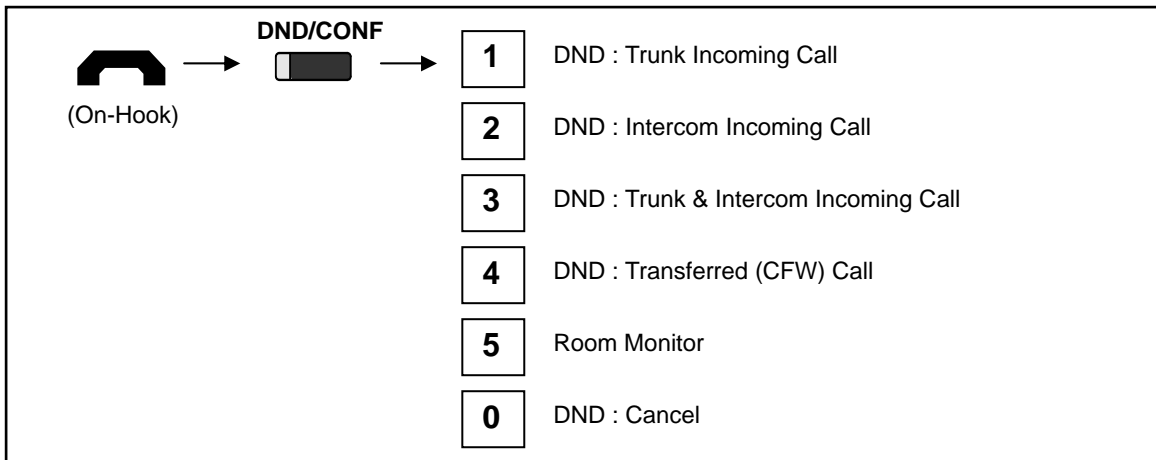 DND/CONF
(On-Hook)
1 DND : Trunk Incoming Call
2 DND : Intercom Incoming Call
3 DND : Trunk & Intercom Incoming Call
4 DND : Transferred (CFW) Call
5 Room Monitor
0 DND : Cancel